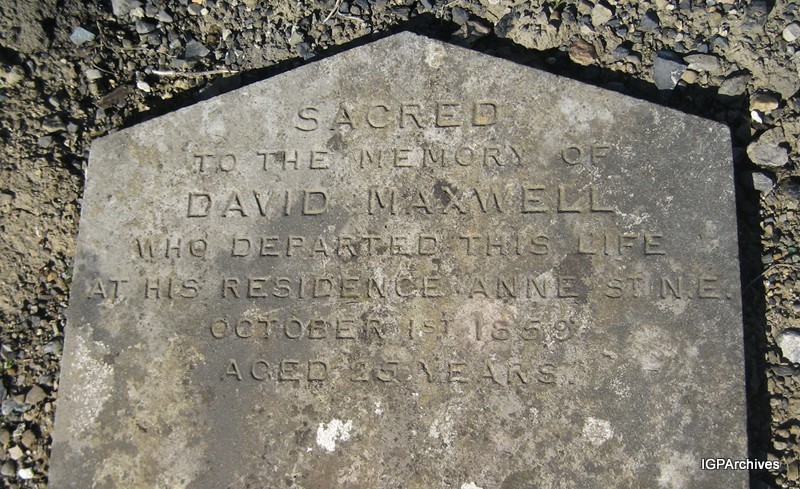 SACRED
TO THE MEMORY OF
DAVID MAXWELL
WHO DEPARTED THIS LIFE
AT HIS RESIDENCE ANNE ST N.E.
OCTOBER 1ST 1859
AGED 25 YEARS.
IGPArchives